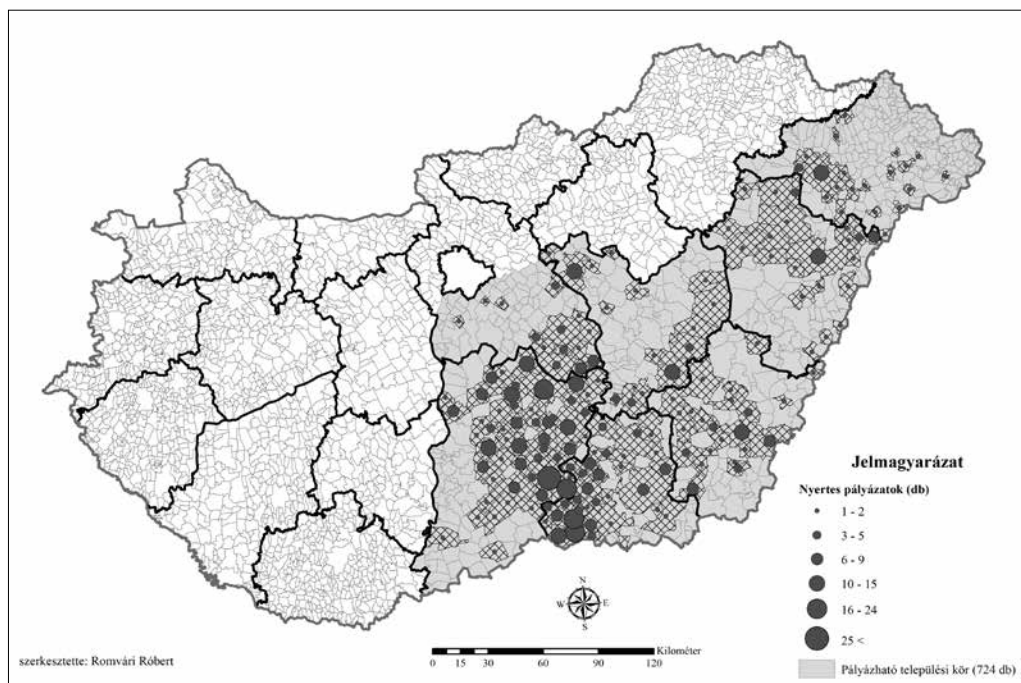 Jelmagyarázat
Nyertes pályázatok (db)
1 - 2
3 - 5
6 - 9
10 - 15
16 - 24
25 <
Pályázható települési kör (724 db)
N
W E
S
Kilométer
0 15 30 60 90 120
szerkesztette: Romvári Róbert